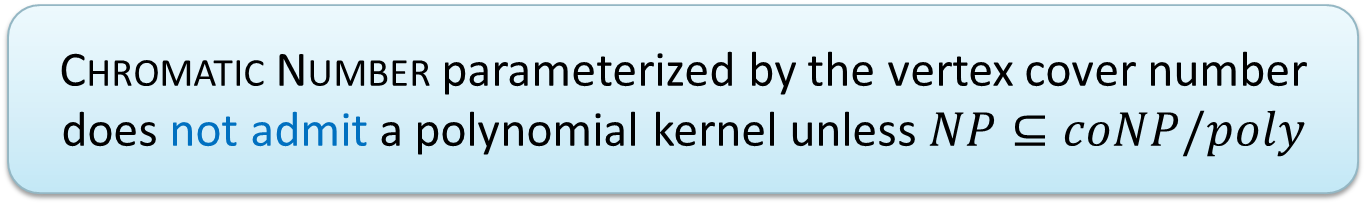 CHROMATIC NUMBER parameterized by the vertex cover number
does not admit a polynomial kernel unless NP ⊆ coNP/poly